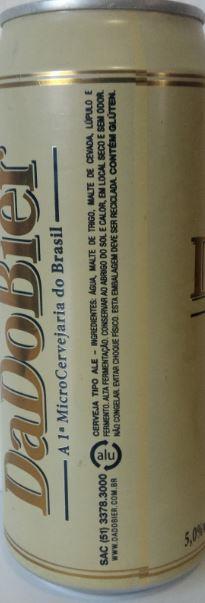 DaDoBier
A 1ª MicroCervejaria do Brasil
CERVEJA TIPO ALE - INGREDIENTES: ÁGUA, MALTE DE TRIGO, MALTE DE CEVADA, LÚPULO E
FERMENTO. ALTA FERMENTAÇÃO. CONSERVAR AO ABRIGO DO SOL E CALOR, EM LOCAL SECO E SEM ODOR.
NÃO CONGELAR. EVITAR CHOQUE FÍSICO. ESTA EMBALAGEM DEVE SER RECICLADA. CONTÉM GLÚTEN.
alu
SAC (51) 3378.3000
WWW.DADOBIER.COM.BR
5,0%